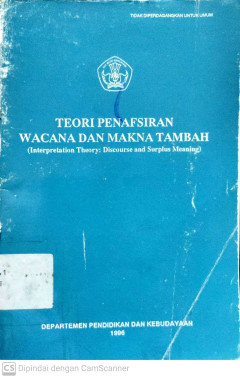 TIDAK DIPERDAGANGKAN UNTUK UMUM
TEORI PENAFSIRAN
WACANA DAN MAKNA TAMBAH
(Interpretation Theory: Discourse and Surplus Meaning)
DEPARTEMEN PENDIDIKAN DAN KEBUDAYAAN
1996
CS Dipindai dengan CamScanner